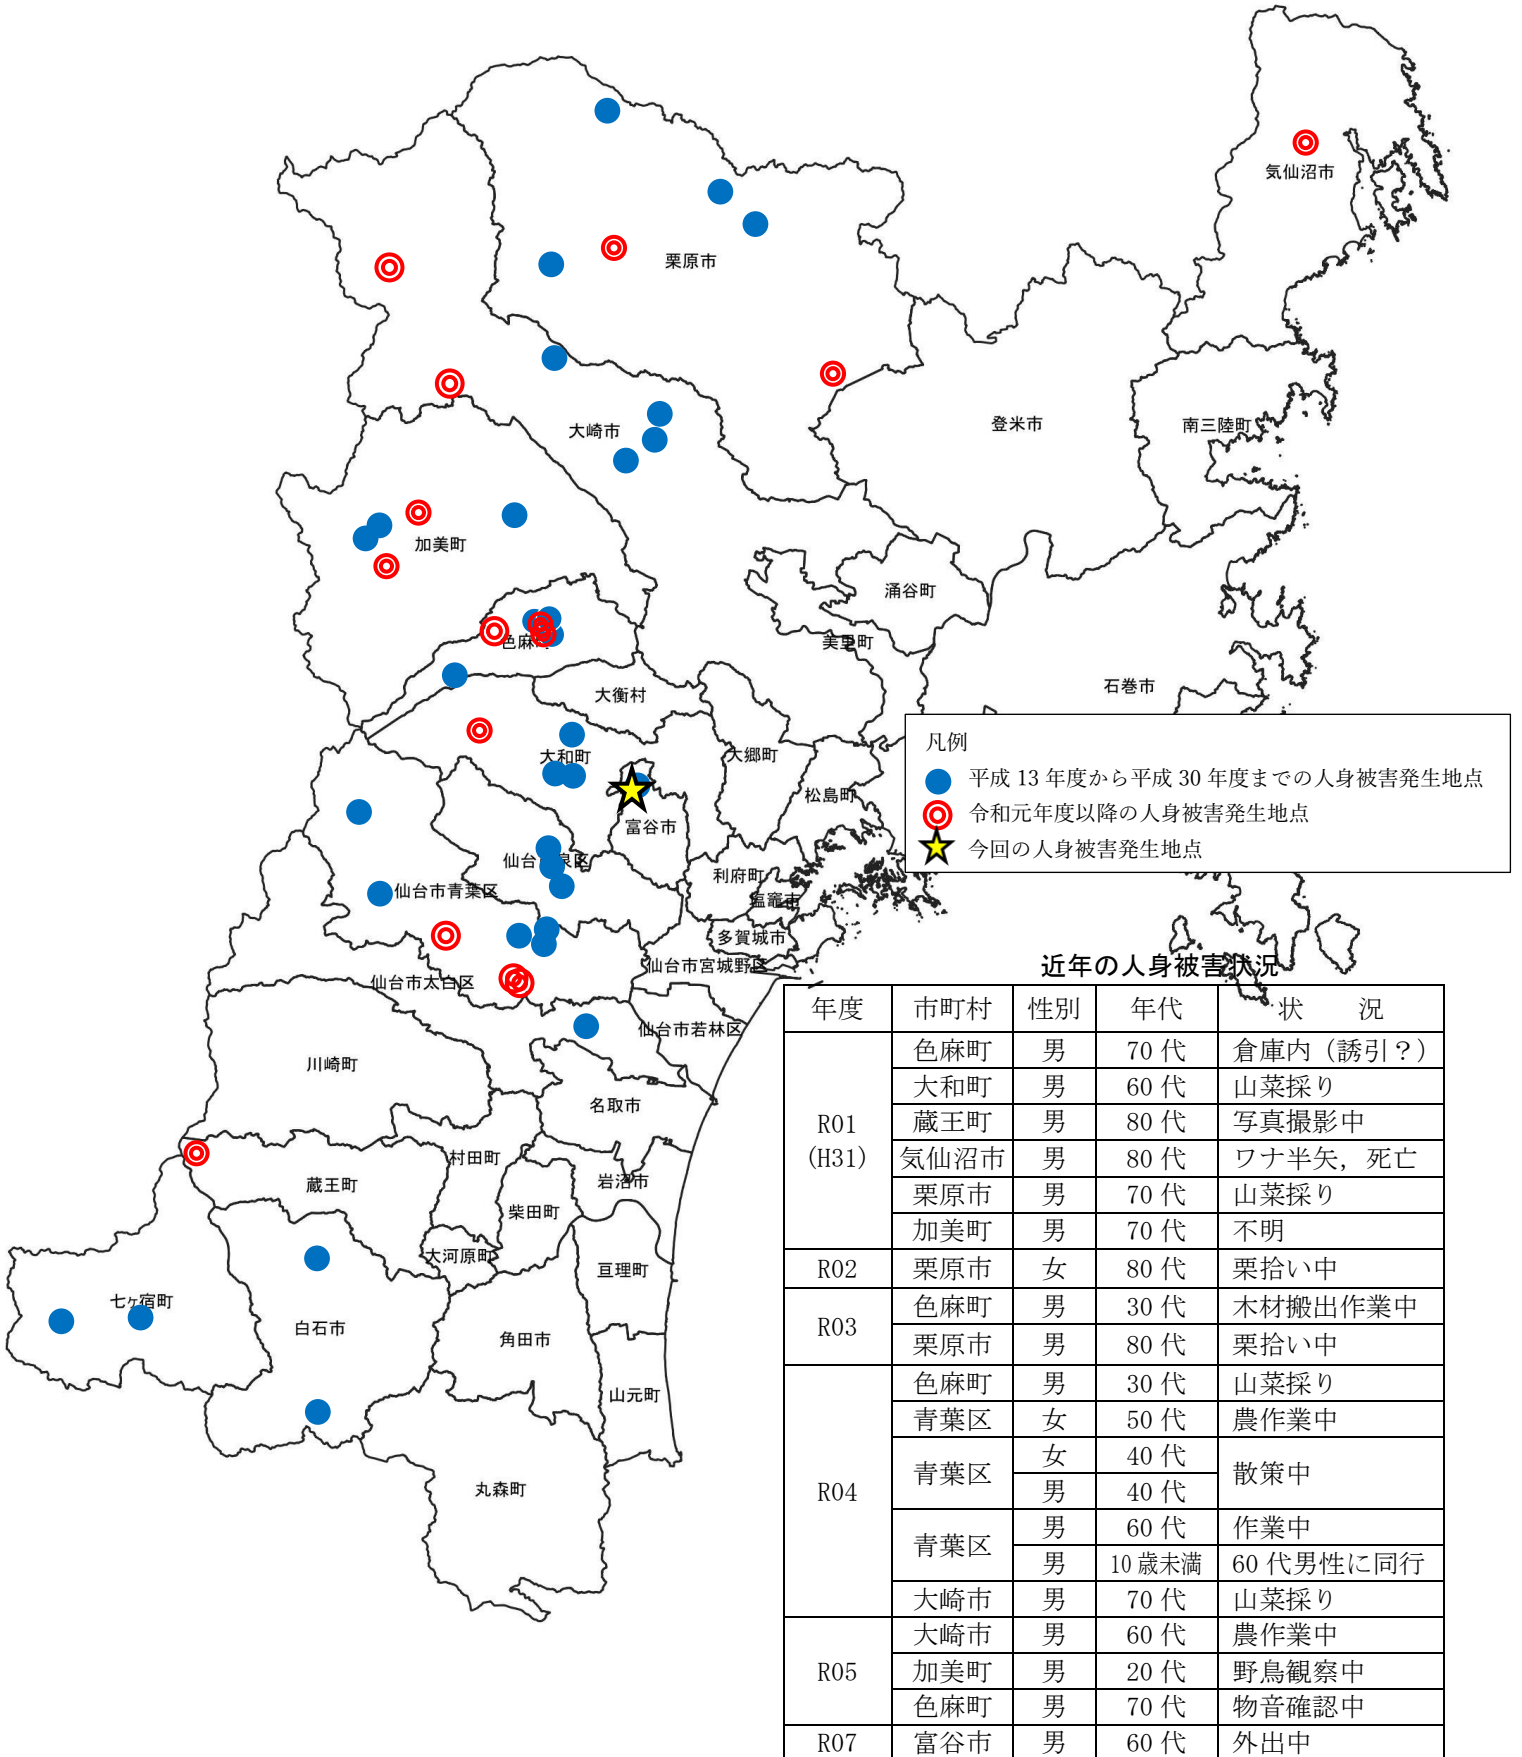 気仙沼市
栗原市
登米市
南三陸町
大崎市
加美町
涌谷町
色麻町
美里町
石巻市
大衡村
大和町
大郷町
松島町
富谷市
仙台 泉区
利府町
塩竈市
仙台市青葉区
多賀城市
仙台市宮城野区
仙台市太白区
仙台市若林区
川崎町
名取市
村田町
岩沼市
蔵王町
柴田町
大河原町
亘理町
七ヶ宿町
白石市
角田市
山元町
丸森町
凡例
平成 13 年度から平成 30 年度までの人身被害発生地点
令和元年度以降の人身被害発生地点
今回の人身被害発生地点
近年の人身被害状況
年度 市町村 性別 年代 状 況
R01 (H31) 色麻町 男 70 代 倉庫内（誘引？）
大和町 男 60 代 山菜採り
蔵王町 男 80 代 写真撮影中
気仙沼市 男 80 代 ワナ半矢，死亡
栗原市 男 70 代 山菜採り
加美町 男 70 代 不明
R02 栗原市 女 80 代 栗拾い中
R03 色麻町 男 30 代 木材搬出作業中
栗原市 男 80 代 栗拾い中
R04 色麻町 男 30 代 山菜採り
青葉区 女 50 代 農作業中
青葉区 女 40 代 散策中
男 40 代
青葉区 男 60 代 作業中
男 10 歳未満 60 代男性に同行
大崎市 男 70 代 山菜採り
R05 大崎市 男 60 代 農作業中
加美町 男 20 代 野鳥観察中
色麻町 男 70 代 物音確認中
R07 富谷市 男 60 代 外出中